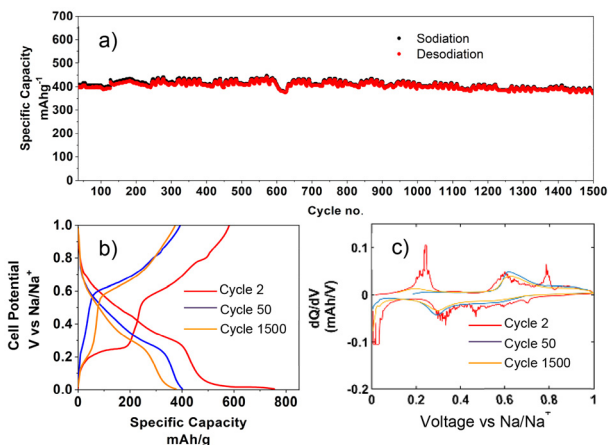 a)
Sodiation
Desodiation
Specific Capacity
mAhg⁻¹
700
600
500
400
300
200
100
0
100 200 300 400 500 600 700 800 900 1000 1100 1200 1300 1400 1500
Cycle no.
b)
Cell Potential
V vs Na/Na⁺
1.0
0.8
0.6
0.4
0.2
0.0
Cycle 2
Cycle 50
Cycle 1500
0 200 400 600 800
Specific Capacity
mAh/g
c)
dQ/dV
(mAh/V)
0.1
0
-0.1
-0.2
Cycle 2
Cycle 50
Cycle 1500
0 0.2 0.4 0.6 0.8 1
Voltage vs Na/Na⁺